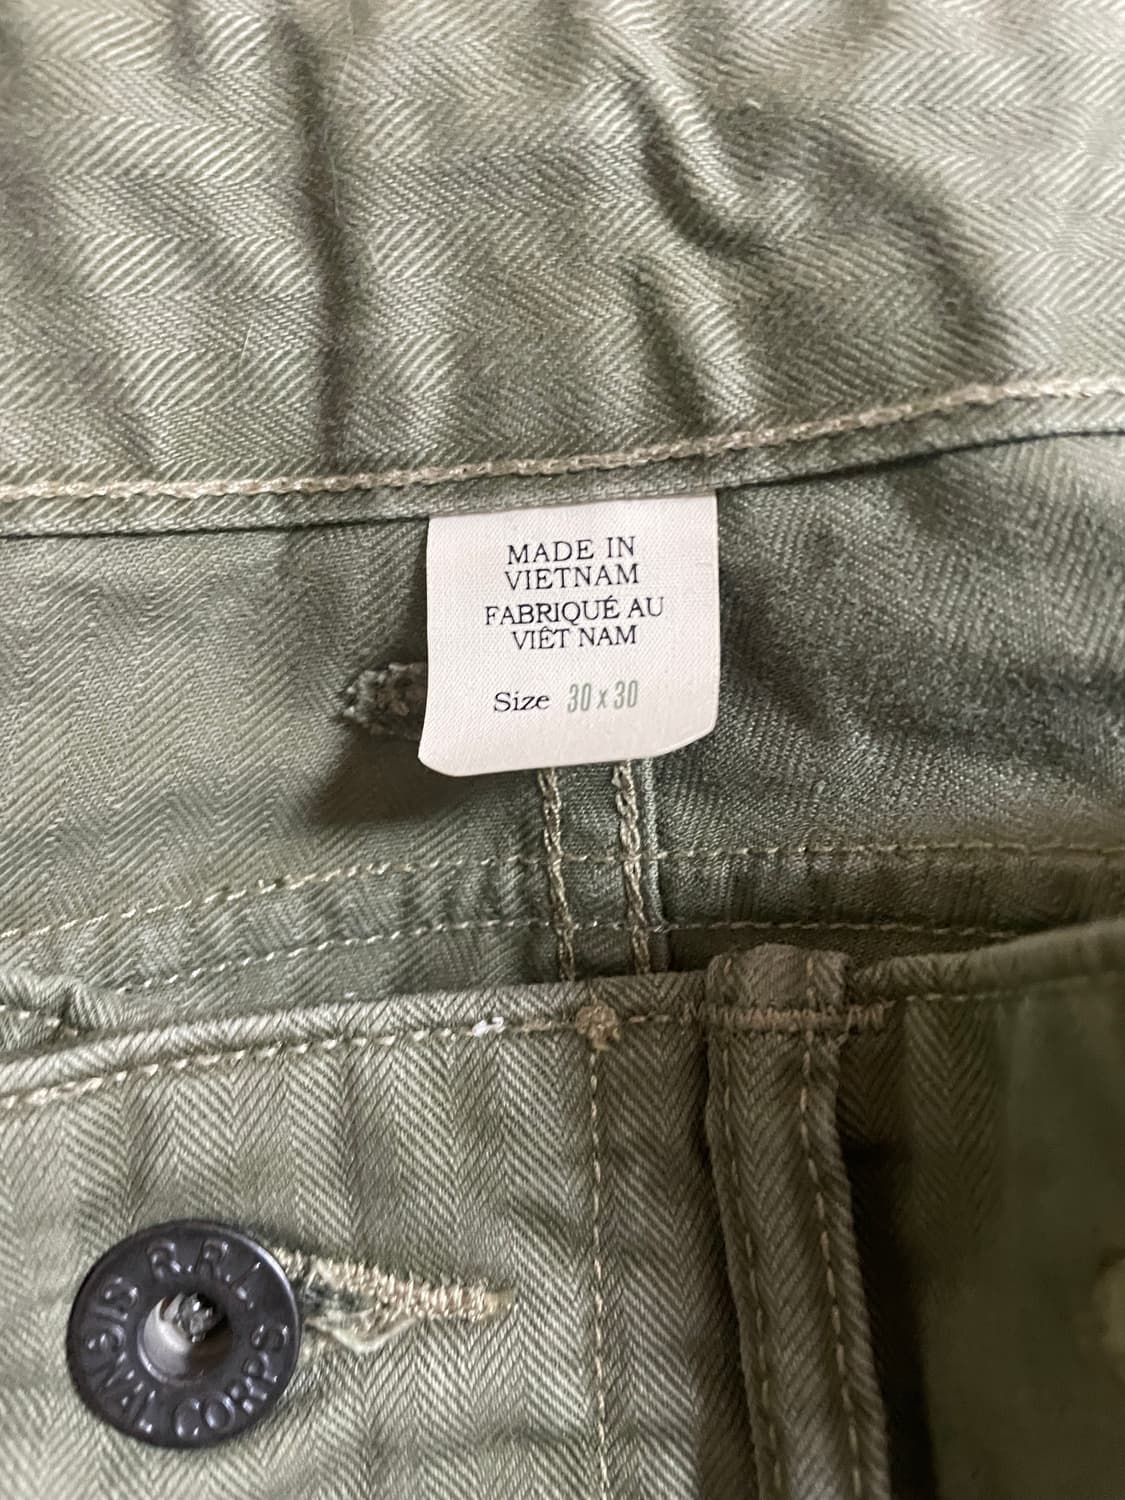 MADE IN
VIETNAM
FABRIQUÉ AU
VIÊT NAM
Size 30 x 30
R.R.L.
SIGNAL CORPS